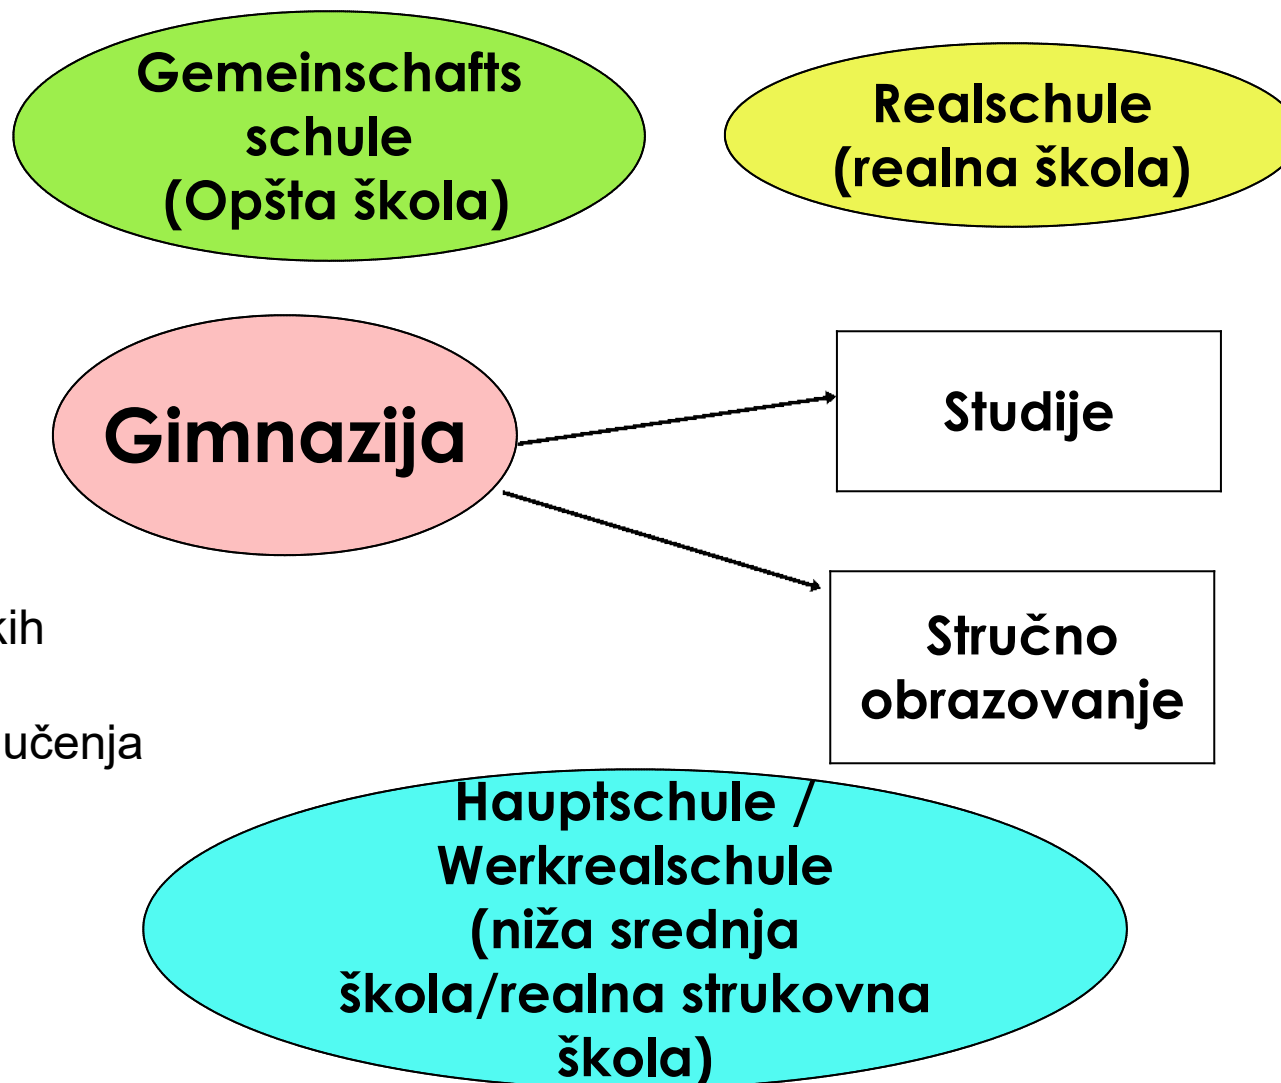 Gemeinschafts
schule
(Opšta škola)
Realschule
(realna škola)
Gimnazija
Studije
kih
Stručno
obrazovanje
učenja
Hauptschule /
Werkrealschule
(niža srednja
škola/realna strukovna
škola)